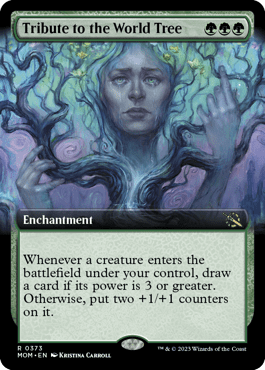 Tribute to the World Tree
Enchantment
Whenever a creature enters the
battlefield under your control, draw
a card if its power is 3 or greater.
Otherwise, put two +1/+1 counters
on it.
R 0373
MOM • EN KRISTINA CARROLL
™ & © 2023 Wizards of the Coast